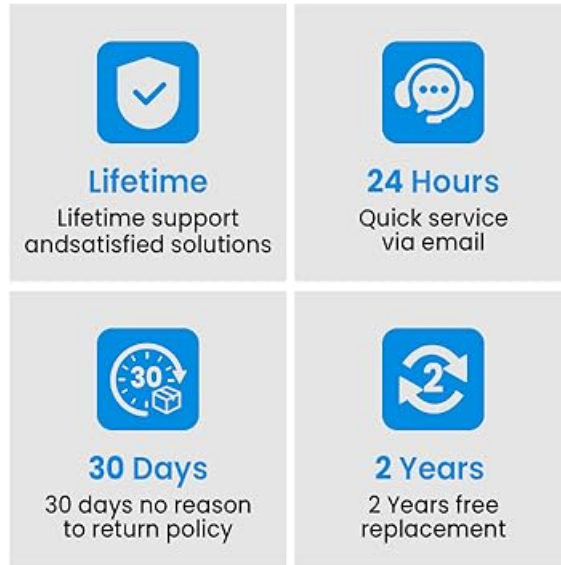 Lifetime
Lifetime support
andsatisfied solutions
24 Hours
Quick service
via email
30
30 Days
30 days no reason
to return policy
2
2 Years
2 Years free
replacement